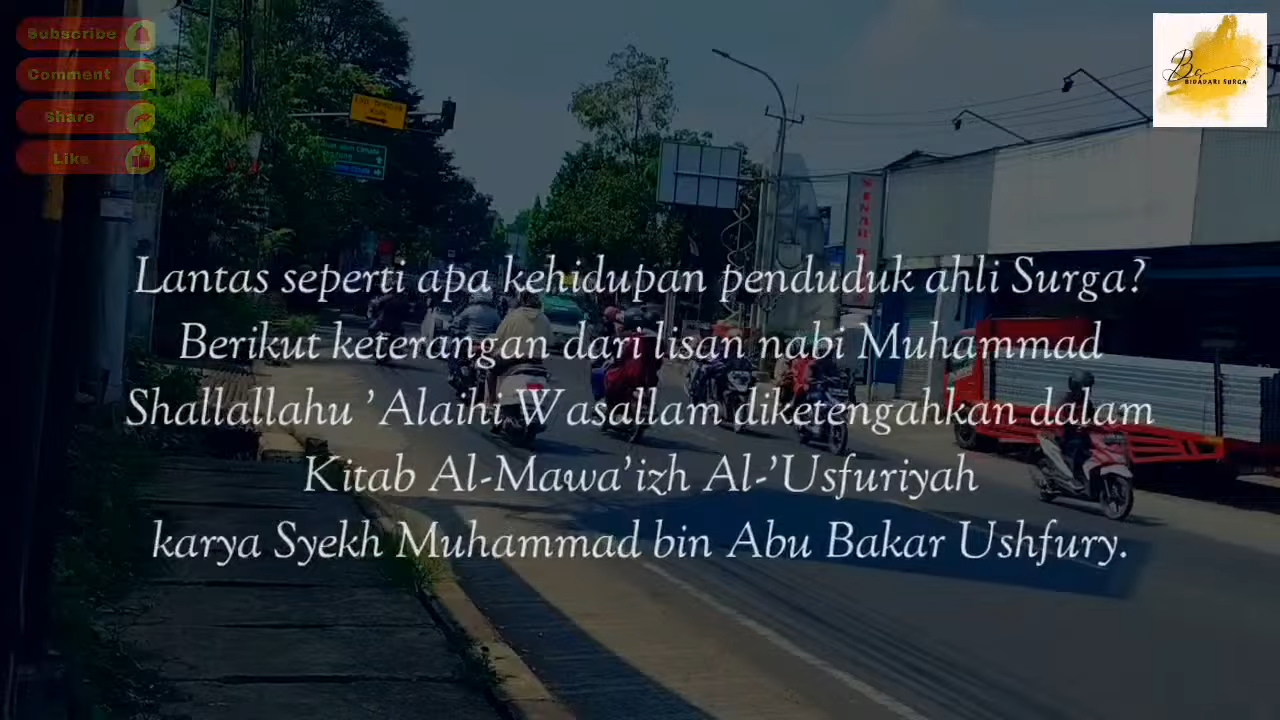 Subscribe
Comment
Share
Like
Bs
BIDADARI SURGA
Lantas seperti apa kehidupan penduduk ahli Surga?
Berikut keterangan dari lisan nabi Muhammad
Shallallahu 'Alaihi Wasallam diketengahkan dalam
Kitab Al-Mawa'izh Al-'Usfuriyah
karya Syekh Muhammad bin Abu Bakar Ushfury.